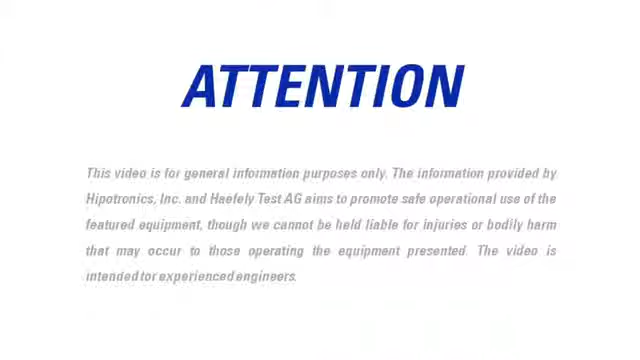 ATTENTION
This video is for general information purposes only. The information provided by
Hipotronics, Inc. and Haefely Test AG aims to promote safe operational use of the
featured equipment, though we cannot be held liable for injuries or bodily harm
that may occur to those operating the equipment presented. The video is
intended for experienced engineers.